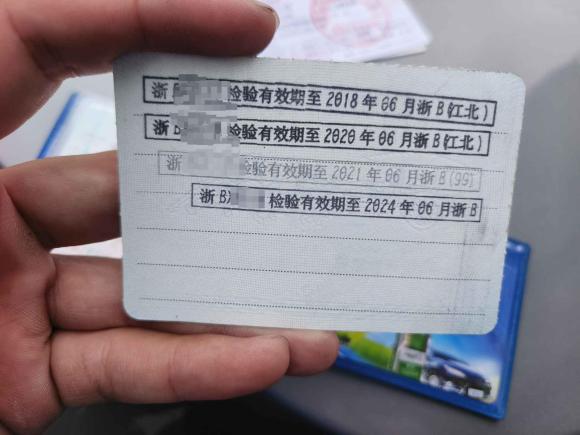 浙 检验有效期至 2018 年 06 月浙 B(江北)
浙 B 检验有效期至 2020 年 06 月浙 B(江北)
浙 检验有效期至 2021 年 06 月浙 B(99)
浙 B 检验有效期至 2024 年 06 月浙 B